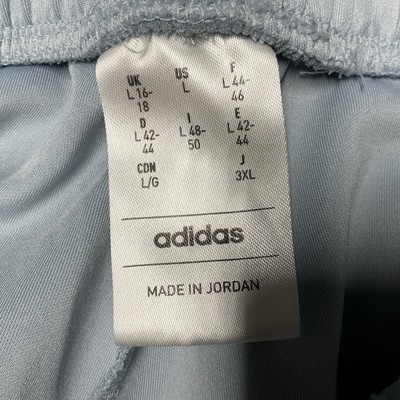 UK US F
L 16- L L 44-
18 46
D I E
L 42- L 48- L 42-
44 50 44
CDN J
L/G 3XL
adidas
MADE IN JORDAN